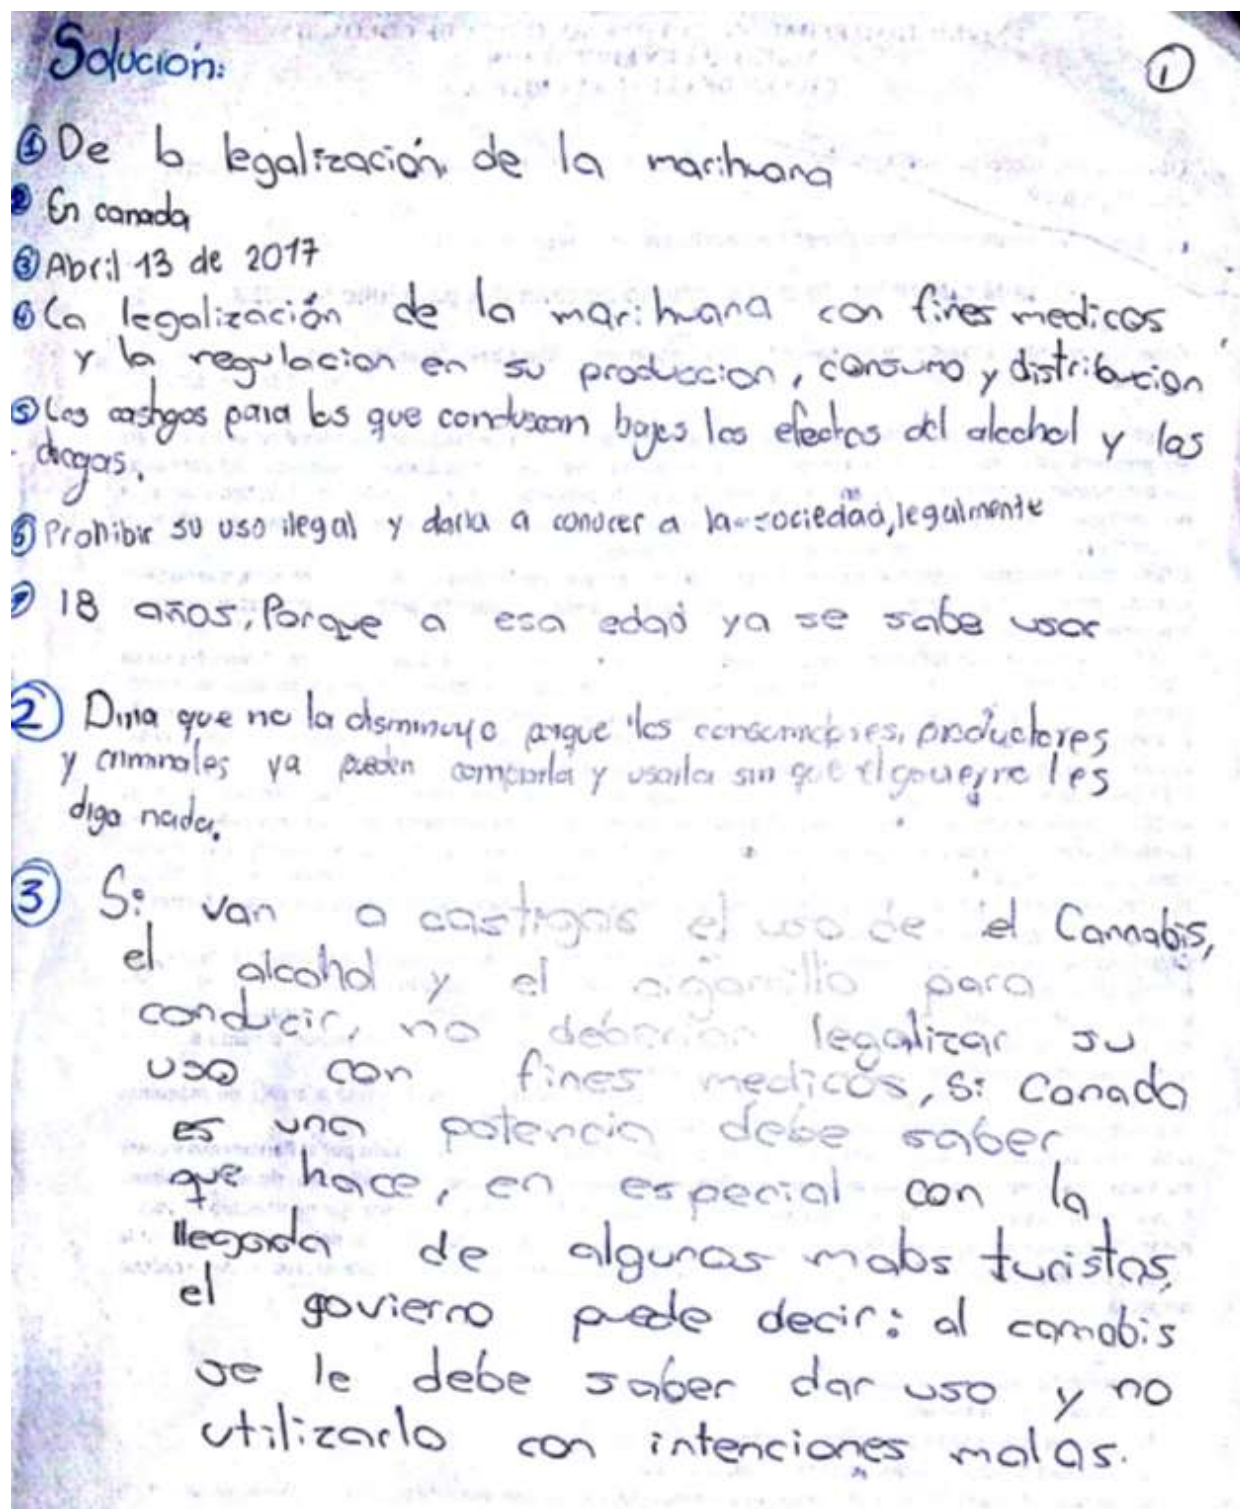 Solución:
1
① De la legalización de la marihuana
② En canada
③ Abril 13 de 2017
④ La legalización de la marihuana con fines medicos
y la regulacion en su produccion, consumo y distribucion
⑤ Los castigos para los que conduscan bajos los efectos del alcohol y las
drogas.
⑥ Prohibir su uso ilegal y darla a conocer a la sociedad, legalmente
⑦ 18 años, Porque a esa edad ya se sabe usar
2) Diria que no la disminuye porque los consumidores, productores
y criminales ya pueden comprarla y usarla sin que el les
diga nada.
3) Si van a castigar el uso de el Cannabis,
el alcohol y el cigarrillo para
conducir, no deberian legalizar su
uso con fines medicos, si Canada
es una potencia debe saber
que hace, en especial con la
llegada de algunos malos turistas,
el govierno puede decir: al cannabis
se le debe saber dar uso y no
utilizarlo con intenciones malas.